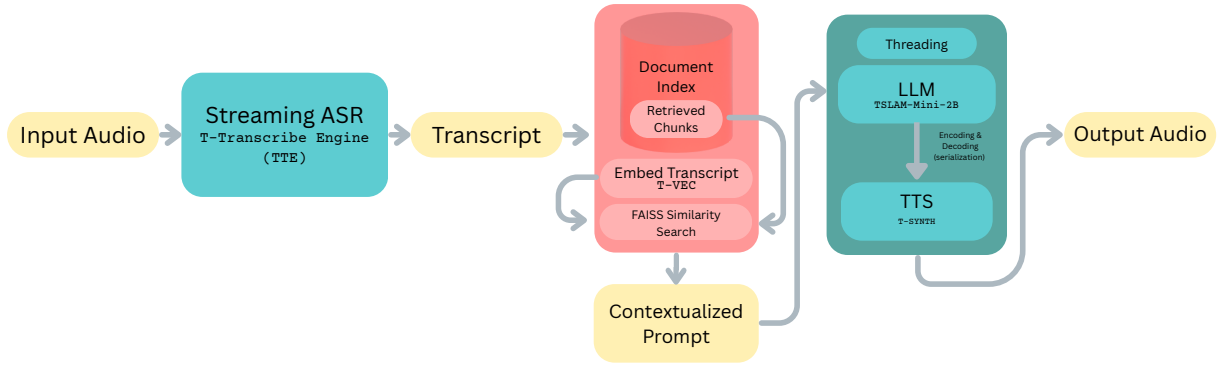 Input Audio
Streaming ASR
T-Transcribe Engine
(TTE)
Transcript
Document
Index
Retrieved
Chunks
Embed Transcript
T-VEC
FAISS Similarity
Search
Contextualized
Prompt
Threading
LLM
TSLAM-Mini-2B
Encoding &
Decoding
(serialization)
TTS
T-SYNTH
Output Audio